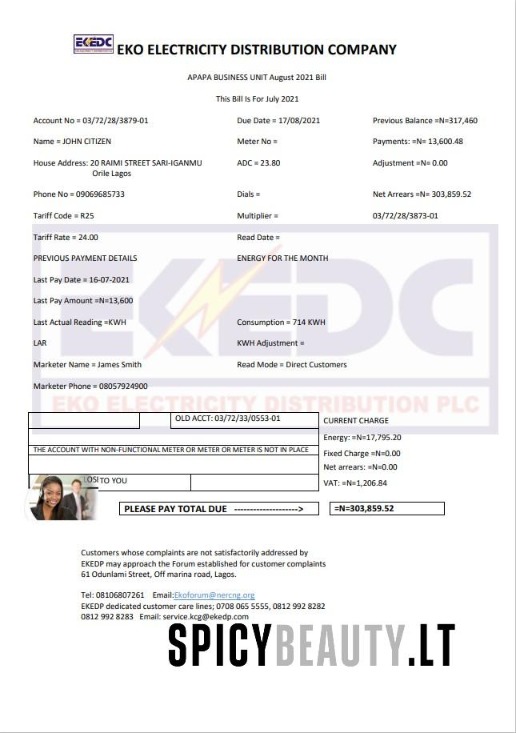 EKEDC EKO ELECTRICITY DISTRIBUTION COMPANY
APAPA BUSINESS UNIT August 2021 Bill
This Bill Is For July 2021
Account No = 03/72/28/3879-01 Due Date = 17/08/2021 Previous Balance =N=317,460
Name = JOHN CITIZEN Meter No = Payments: =N= 13,600.48
House Address: 20 RAIMI STREET SARI-IGANMU ADC = 23.80 Adjustment =N= 0.00
Orile Lagos
Phone No = 09069685733 Dials = Net Arrears =N= 303,859.52
Tariff Code = R25 Multiplier = 03/72/28/3873-01
Tariff Rate = 24.00 Read Date =
PREVIOUS PAYMENT DETAILS ENERGY FOR THE MONTH
Last Pay Date = 16-07-2021
Last Pay Amount =N=13,600
Last Actual Reading =KWH Consumption = 714 KWH
LAR KWH Adjustment =
Marketer Name = James Smith Read Mode = Direct Customers
Marketer Phone = 08057924900
EKEDC
EKO ELECTRICITY DISTRIBUTION PLC
OLD ACCT: 03/72/33/0553-01 CURRENT CHARGE
Energy: =N=17,795.20
THE ACCOUNT WITH NON-FUNCTIONAL METER OR METER OR METER IS NOT IN PLACE Fixed Charge =N=0.00
Net arrears: =N=0.00
TO YOU VAT: =N=1,206.84
PLEASE PAY TOTAL DUE --------------------> =N=303,859.52
Customers whose complaints are not satisfactorily addressed by
EKEDP may approach the Forum established for customer complaints
61 Odunlami Street, Off marina road, Lagos.
Tel: 08106807261 Email:Ekoforum@nercng.org
EKEDP dedicated customer care lines; 0708 065 5555, 0812 992 8282
0812 992 8283 Email: service.kcg@ekedp.com
SPICYBEAUTY.LT